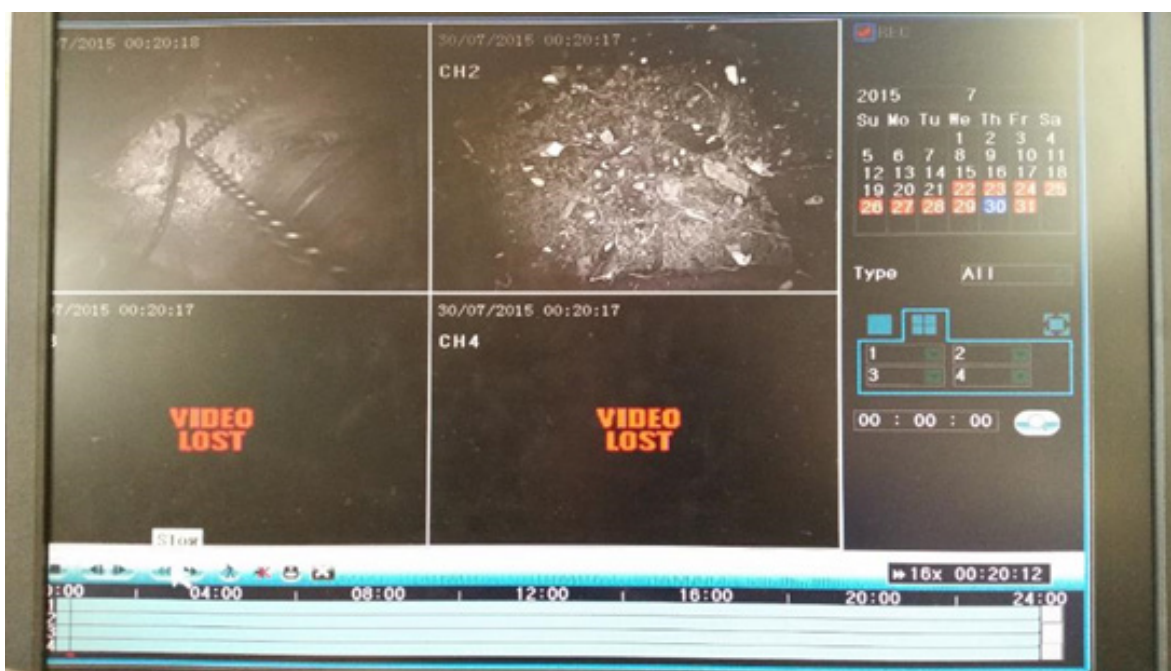 7/2015 00:20:18
30/07/2015 00:20:17
CH2
7/2015 00:20:17
30/07/2015 00:20:17
CH4
VIDEO
LOST
VIDEO
LOST
REC
2015 7
Su Mo Tu We Th Fr Sa
1 2 3 4
5 6 7 8 9 10 11
12 13 14 15 16 17 18
19 20 21 22 23 24 25
26 27 28 29 30 31
Type All
1 2
3 4
00 : 00 : 00
Slow
16x 00:20:12
:00 04:00 08:00 12:00 16:00 20:00 24:00